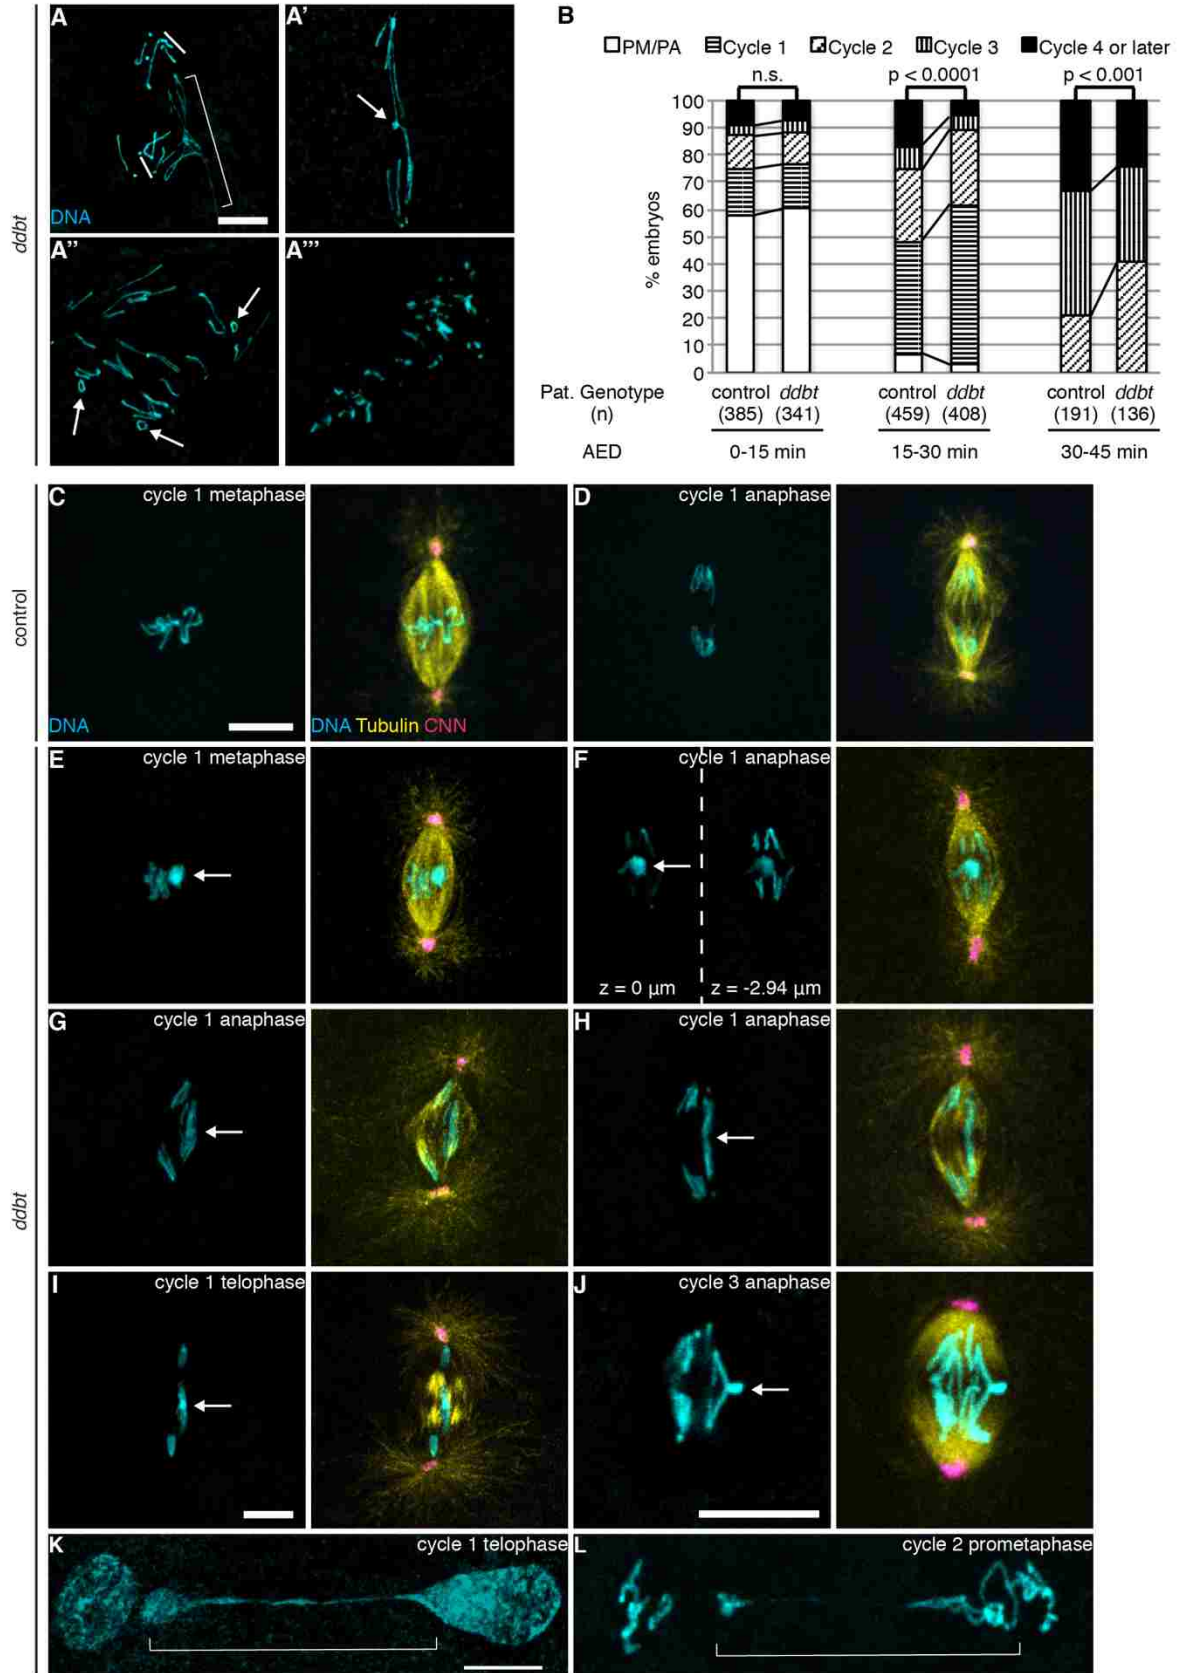 A
DNA
A'
A''
A'''
ddbt
B
PM/PA Cycle 1 Cycle 2 Cycle 3 Cycle 4 or later
n.s. p < 0.0001 p < 0.001
100
90
80
70
60
50
40
30
20
10
0
% embryos
Pat. Genotype control ddbt control ddbt control ddbt
(n) (385) (341) (459) (408) (191) (136)
AED 0-15 min 15-30 min 30-45 min
control
C cycle 1 metaphase
DNA
DNA Tubulin CNN
D cycle 1 anaphase
ddbt
E cycle 1 metaphase
F cycle 1 anaphase
z = 0 µm z = -2.94 µm
G cycle 1 anaphase
H cycle 1 anaphase
I cycle 1 telophase
J cycle 3 anaphase
K cycle 1 telophase
L cycle 2 prometaphase